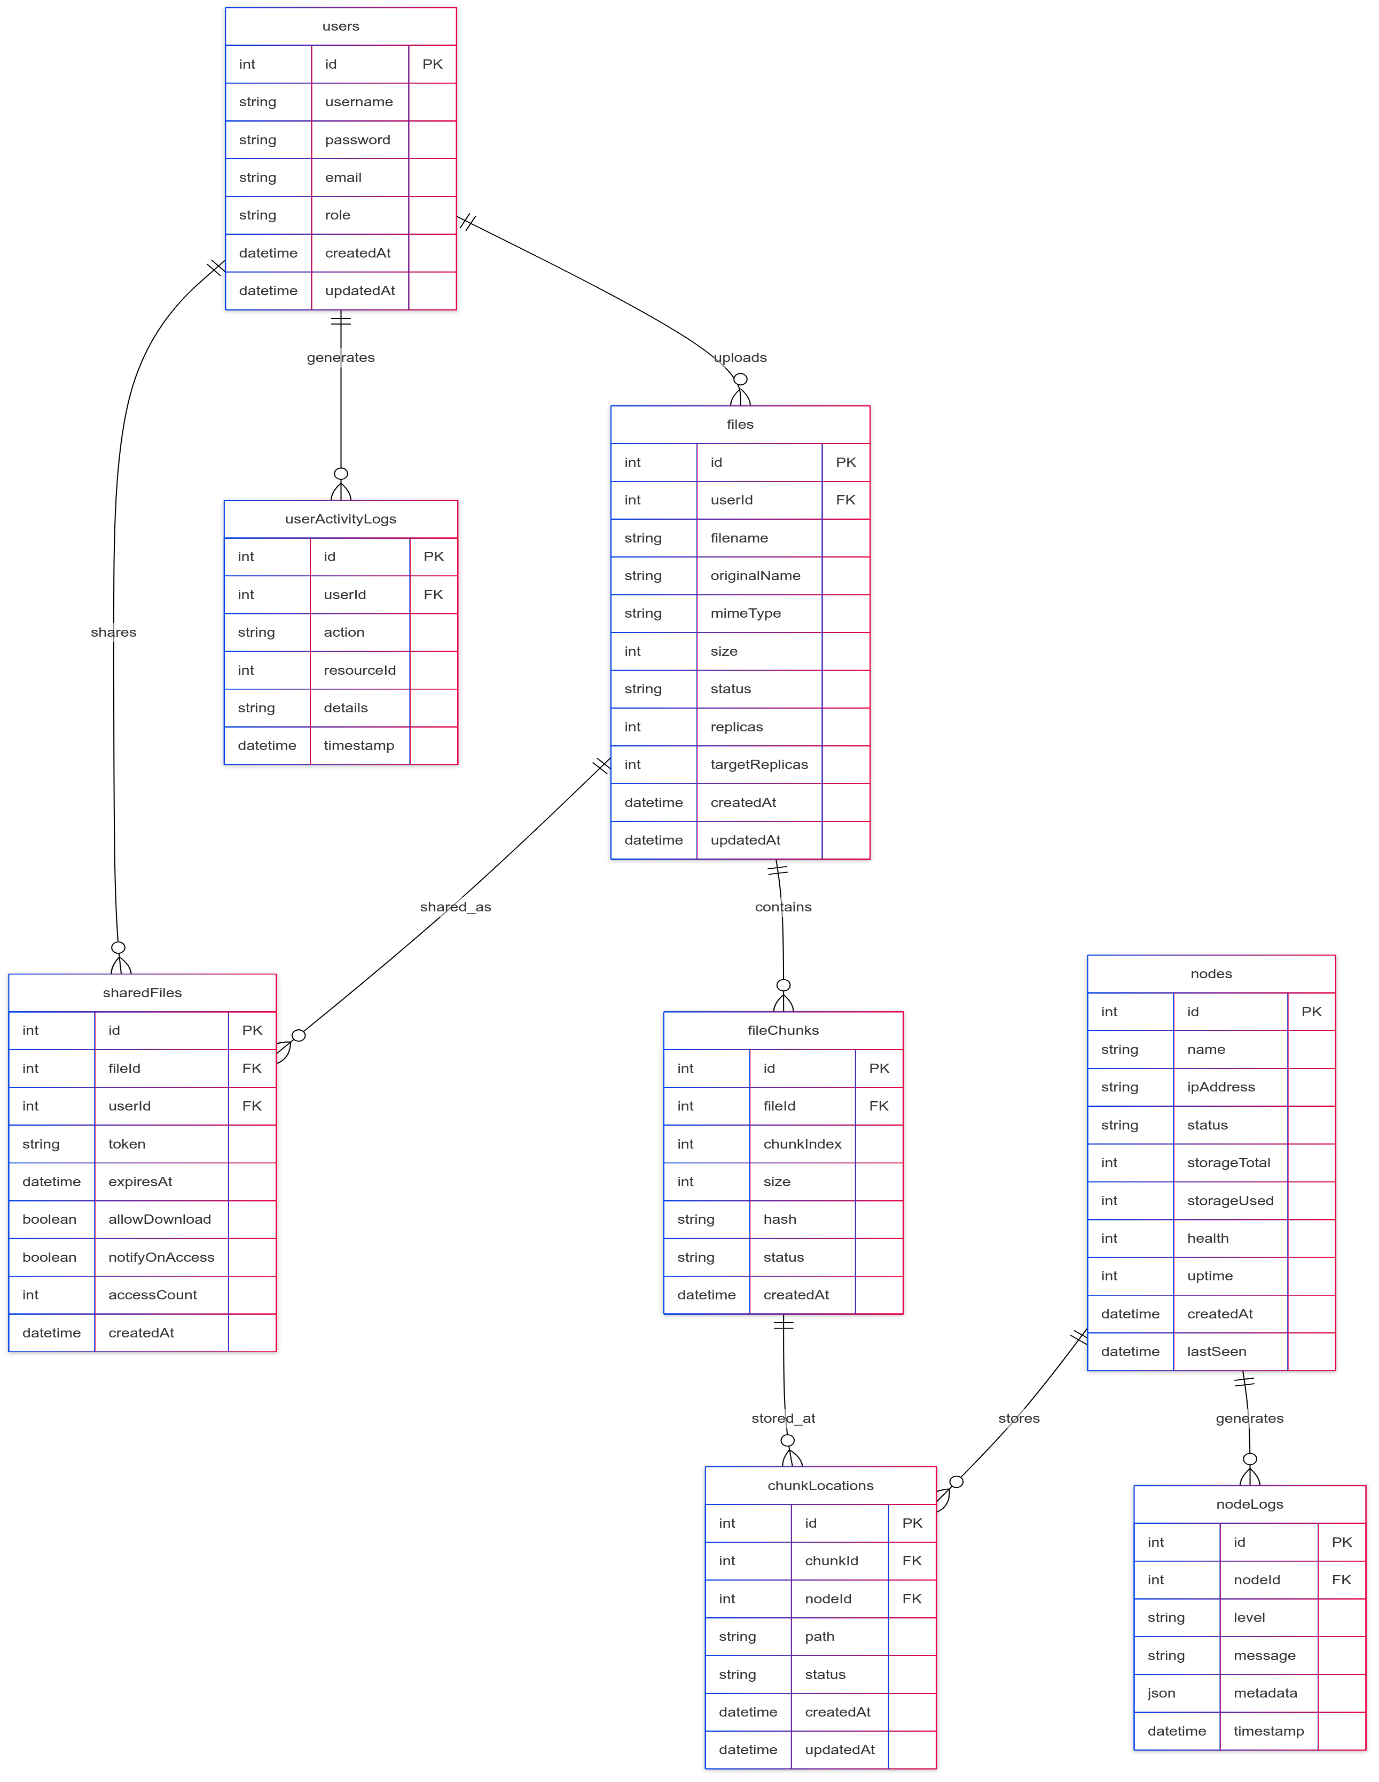 users
int id PK
string username
string password
string email
string role
datetime createdAt
datetime updatedAt
generates
uploads
files
int id PK
int userId FK
string filename
string originalName
string mimeType
int size
string status
int replicas
int targetReplicas
datetime createdAt
datetime updatedAt
userActivityLogs
int id PK
int userId FK
string action
int resourceId
string details
datetime timestamp
shares
shared_as
contains
sharedFiles
int id PK
int fileId FK
int userId FK
string token
datetime expiresAt
boolean allowDownload
boolean notifyOnAccess
int accessCount
datetime createdAt
fileChunks
int id PK
int fileId FK
int chunkIndex
int size
string hash
string status
datetime createdAt
nodes
int id PK
string name
string ipAddress
string status
int storageTotal
int storageUsed
int health
int uptime
datetime createdAt
datetime lastSeen
stored_at
stores
generates
chunkLocations
int id PK
int chunkId FK
int nodeId FK
string path
string status
datetime createdAt
datetime updatedAt
nodeLogs
int id PK
int nodeId FK
string level
string message
json metadata
datetime timestamp